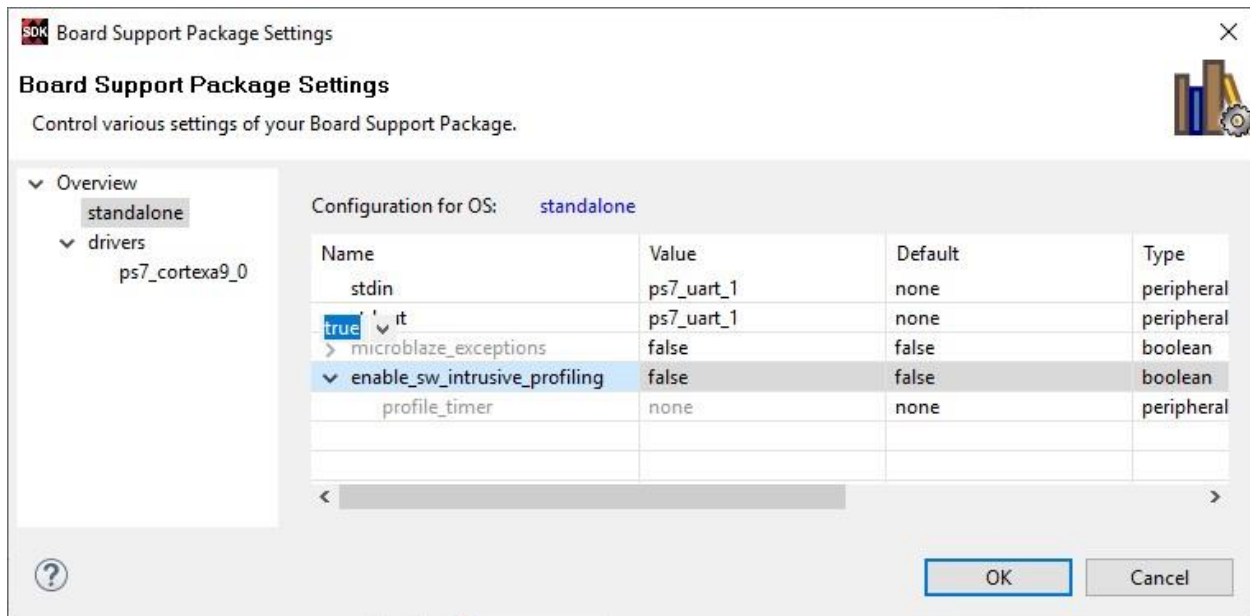 SDK Board Support Package Settings
Board Support Package Settings
Control various settings of your Board Support Package.
Overview
standalone
drivers
ps7_cortexa9_0
Configuration for OS: standalone
Name Value Default Type
stdin ps7_uart_1 none peripheral
true ps7_uart_1 none peripheral
microblaze_exceptions false false boolean
enable_sw_intrusive_profiling false false boolean
profile_timer none none peripheral
? OK Cancel